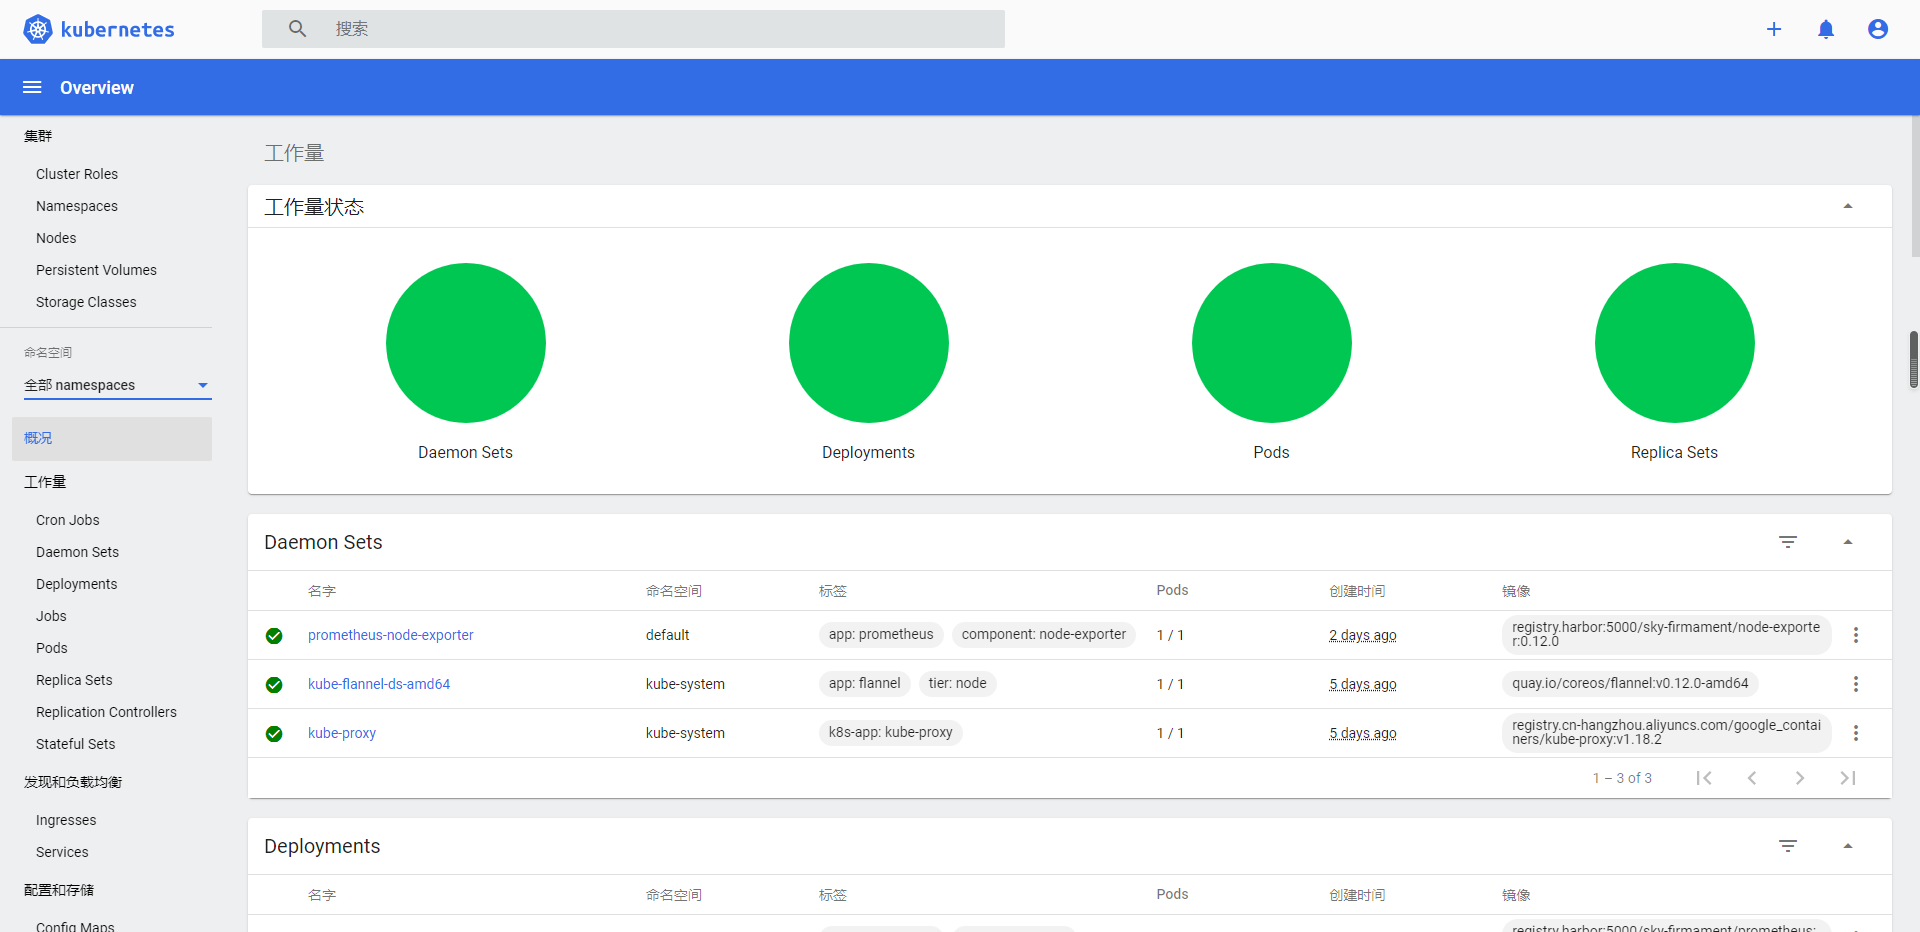 kubernetes
搜索
Overview
集群
Cluster Roles
Namespaces
Nodes
Persistent Volumes
Storage Classes
命名空间
全部 namespaces
概况
工作量
Cron Jobs
Daemon Sets
Deployments
Jobs
Pods
Replica Sets
Replication Controllers
Stateful Sets
发现和负载均衡
Ingresses
Services
配置和存储
Config Maps
工作量
工作量状态
Daemon Sets
Deployments
Pods
Replica Sets
Daemon Sets
名字 命名空间 标签 Pods 创建时间 镜像
prometheus-node-exporter default app: prometheus component: node-exporter 1 / 1 2 days ago registry.harbor:5000/sky-firmament/node-exporte
r:0.12.0
kube-flannel-ds-amd64 kube-system app: flannel tier: node 1 / 1 5 days ago quay.io/coreos/flannel:v0.12.0-amd64
kube-proxy kube-system k8s-app: kube-proxy 1 / 1 5 days ago registry.cn-hangzhou.aliyuncs.com/google_contai
ners/kube-proxy:v1.18.2
1 – 3 of 3
Deployments
名字 命名空间 标签 Pods 创建时间 镜像
registry.harbor:5000/sky-firmament/prometheus: